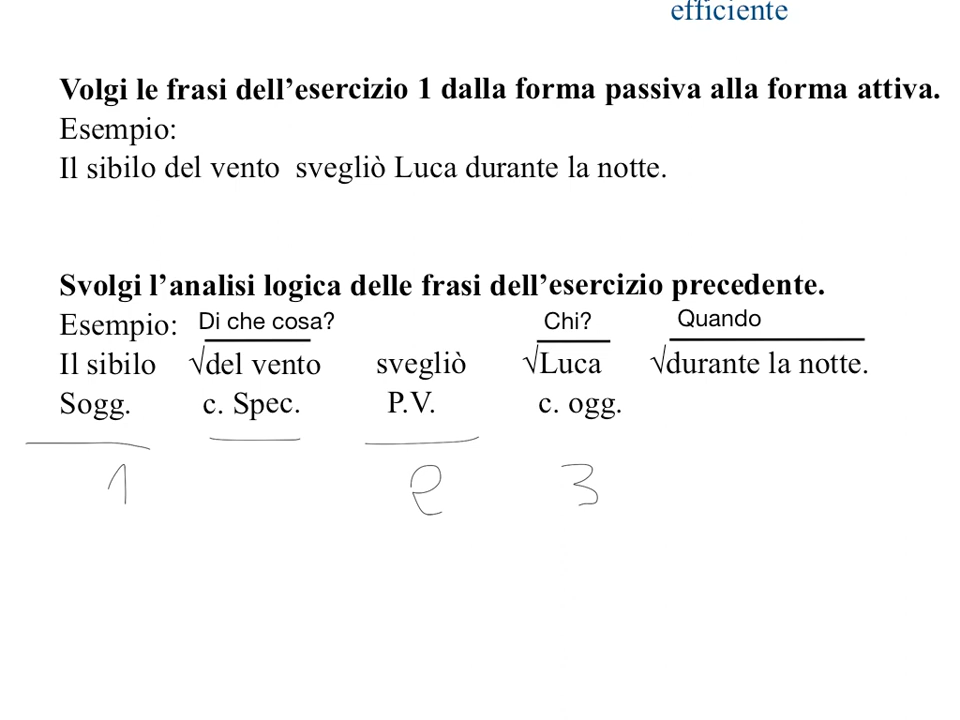 efficiente
Volgi le frasi dell'esercizio 1 dalla forma passiva alla forma attiva.
Esempio:
Il sibilo del vento svegliò Luca durante la notte.
Svolgi l'analisi logica delle frasi dell'esercizio precedente.
Esempio: Di che cosa? Chi? Quando
Il sibilo √del vento svegliò √Luca √durante la notte.
Sogg. c. Spec. P.V. c. ogg.
1 2 3